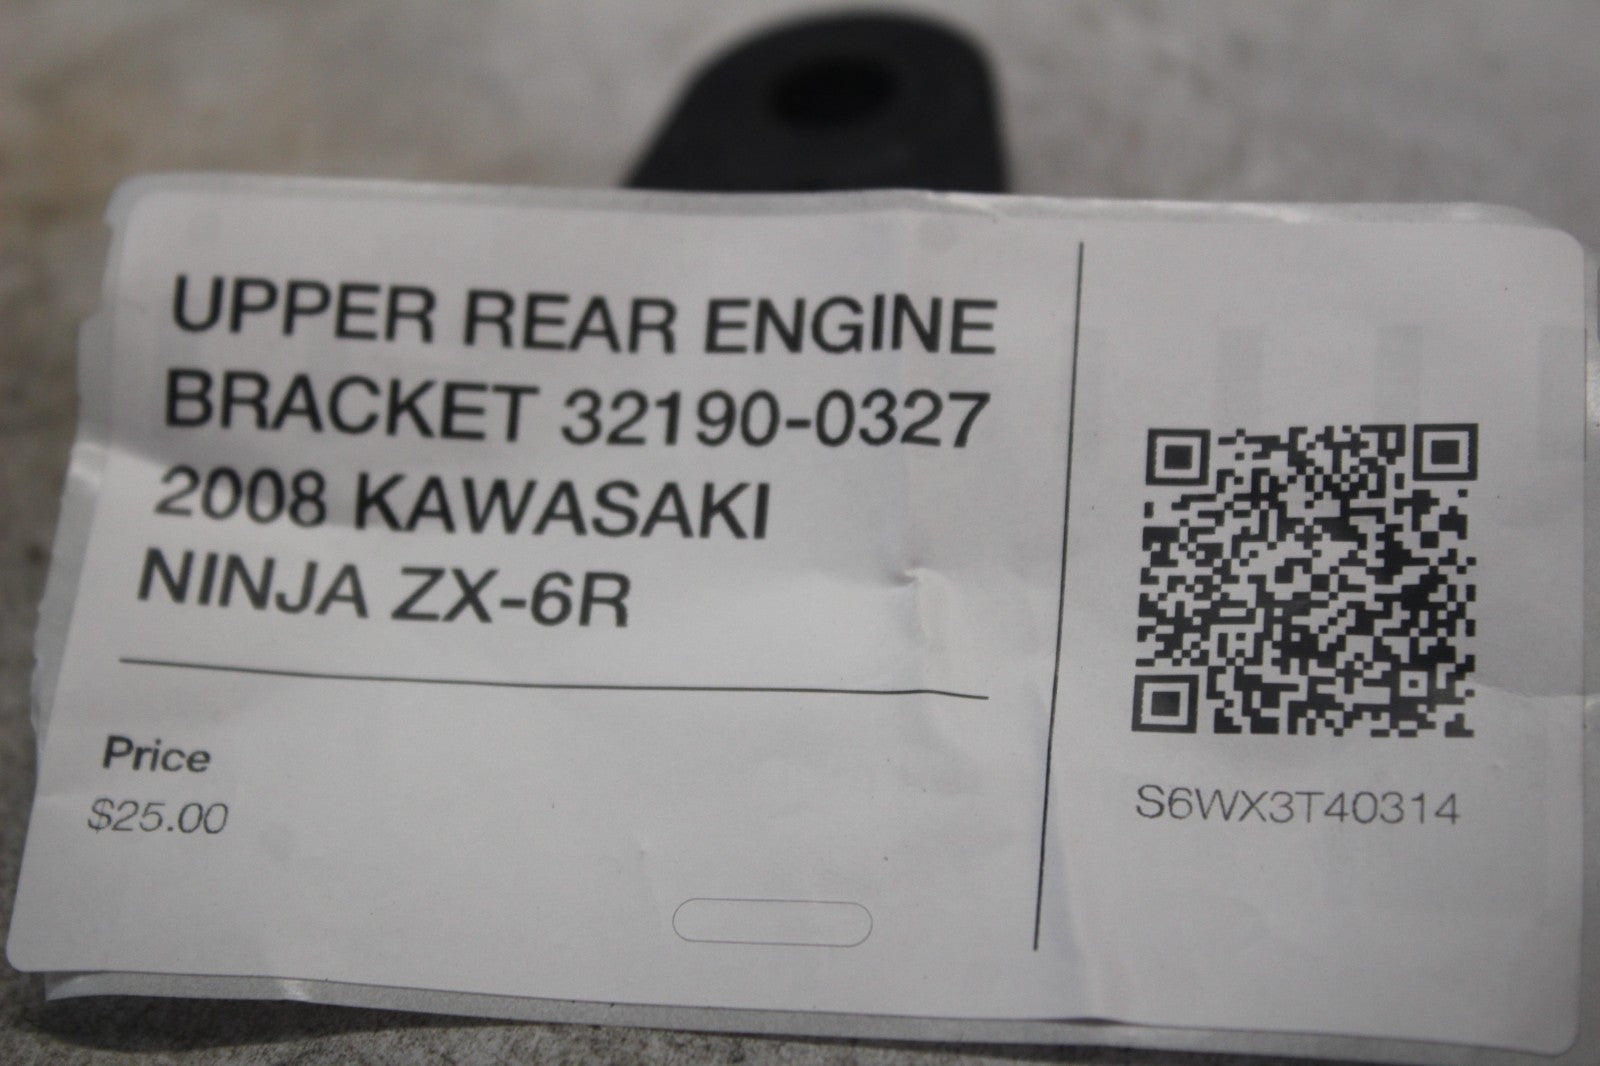 UPPER REAR ENGINE
BRACKET 32190-0327
2008 KAWASAKI
NINJA ZX-6R
Price
$25.00
S6WX3T40314